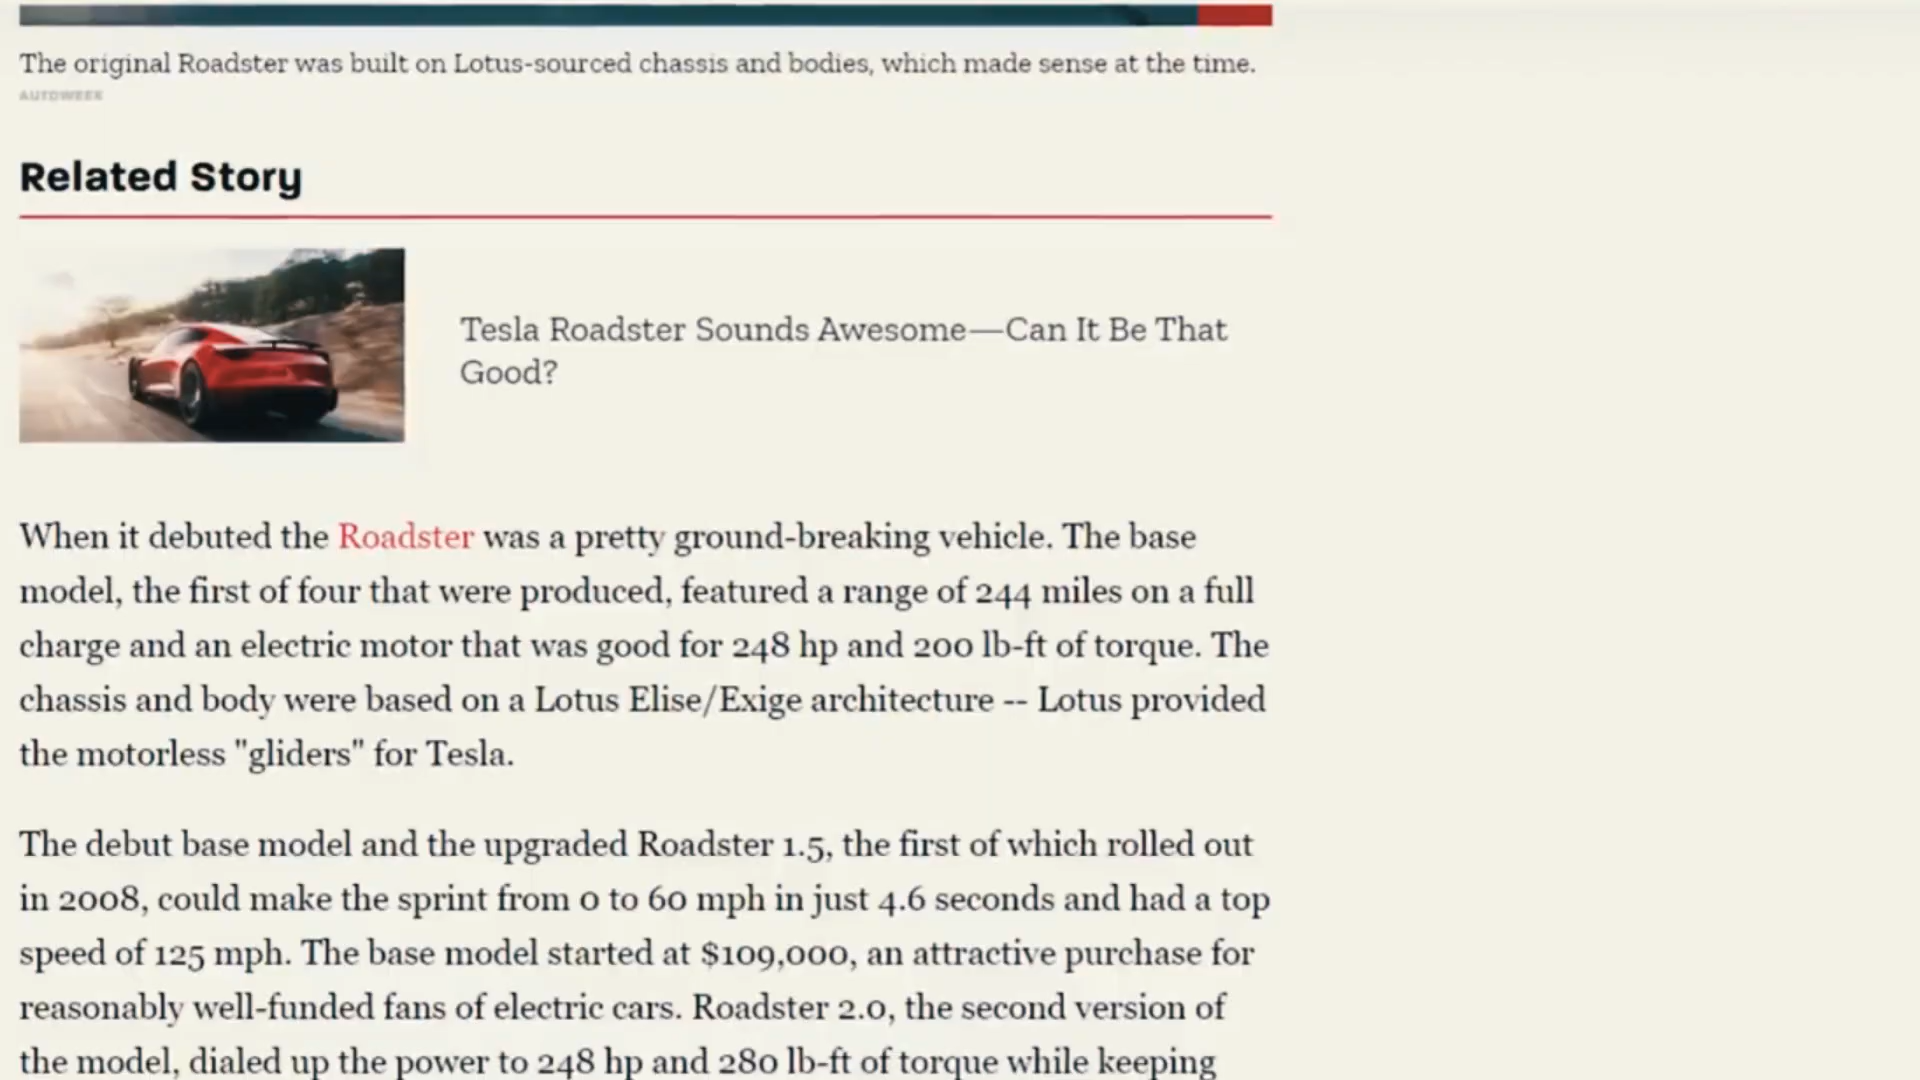 The original Roadster was built on Lotus-sourced chassis and bodies, which made sense at the time.
AUTOWEEK
Related Story
Tesla Roadster Sounds Awesome—Can It Be That
Good?
When it debuted the Roadster was a pretty ground-breaking vehicle. The base
model, the first of four that were produced, featured a range of 244 miles on a full
charge and an electric motor that was good for 248 hp and 200 lb-ft of torque. The
chassis and body were based on a Lotus Elise/Exige architecture -- Lotus provided
the motorless "gliders" for Tesla.
The debut base model and the upgraded Roadster 1.5, the first of which rolled out
in 2008, could make the sprint from 0 to 60 mph in just 4.6 seconds and had a top
speed of 125 mph. The base model started at $109,000, an attractive purchase for
reasonably well-funded fans of electric cars. Roadster 2.0, the second version of
the model, dialed up the power to 248 hp and 280 lb-ft of torque while keeping